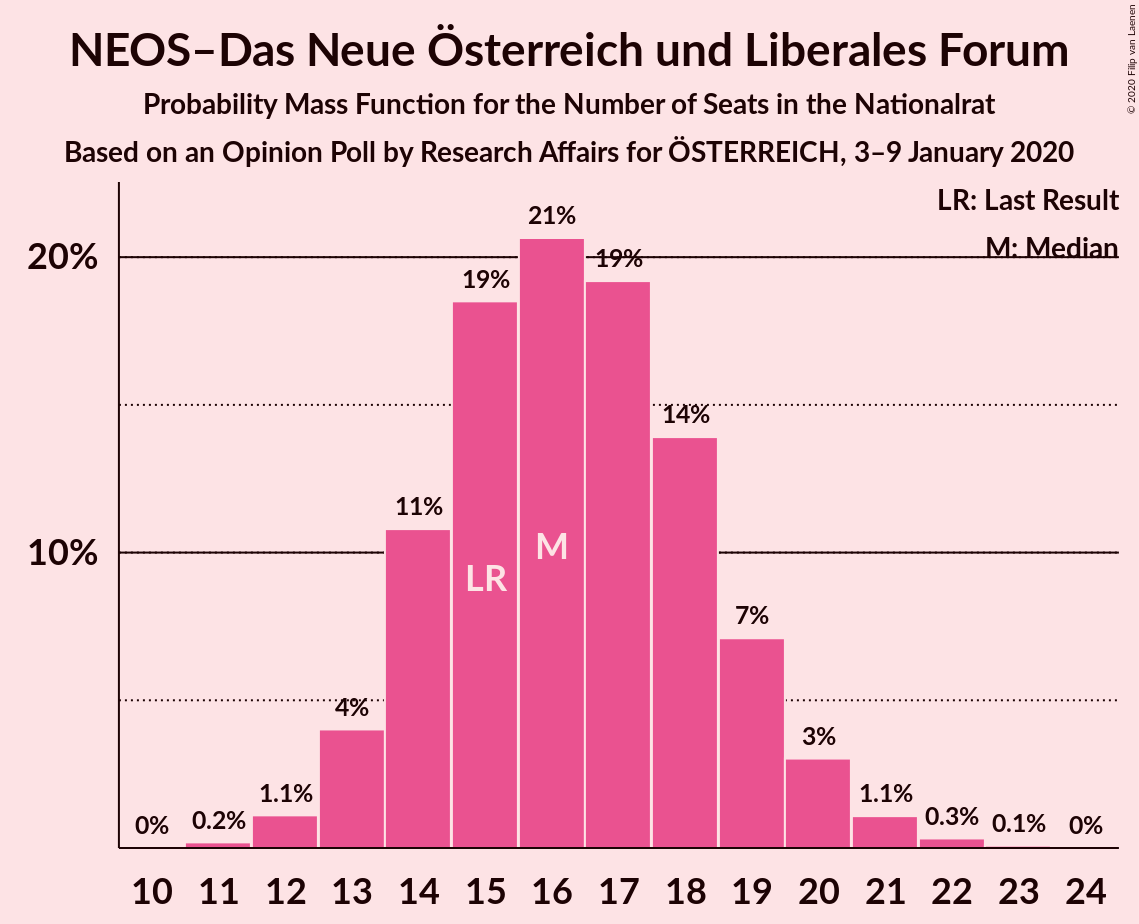 NEOS–Das Neue Österreich und Liberales Forum
Probability Mass Function for the Number of Seats in the Nationalrat
Based on an Opinion Poll by Research Affairs for ÖSTERREICH, 3–9 January 2020
© 2020 Filip van Laenen
LR: Last Result
M: Median
20%
10%
0%
0.2%
1.1%
4%
11%
19%
21%
19%
14%
7%
3%
1.1%
0.3%
0.1%
0%
LR
M
10 11 12 13 14 15 16 17 18 19 20 21 22 23 24